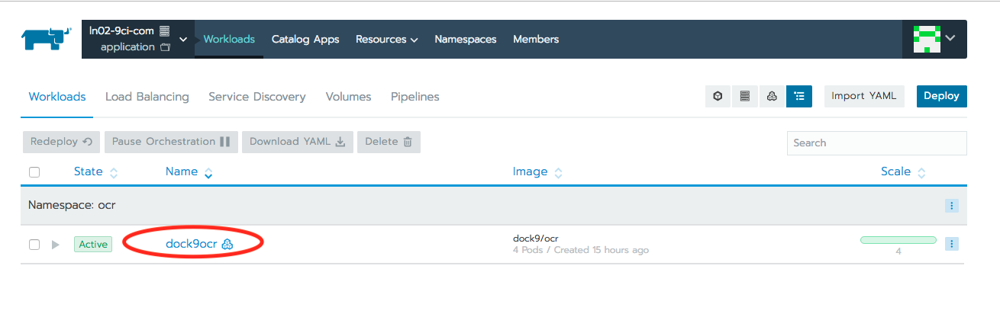 ln02-9ci-com
application
Workloads Catalog Apps Resources Namespaces Members
Workloads Load Balancing Service Discovery Volumes Pipelines
Import YAML Deploy
Redeploy Pause Orchestration Download YAML Delete
Search
State Name Image Scale
Namespace: ocr
Active dock9ocr dock9/ocr
4 Pods / Created 15 hours ago
4